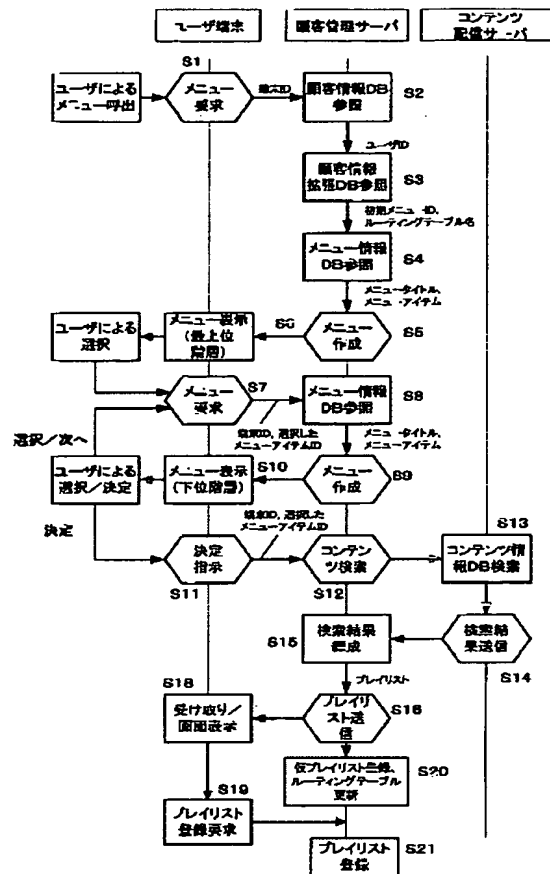 ユーザ端末
顧客管理サーバ
コンテンツ
配信サーバ
S1
ユーザによる
メニュー呼出
メニュー
要求
端末ID
顧客情報DB
参照
S2
ユーザID
顧客情報
拡張DB参照
S3
初期メニューID、
ルーティングテーブル名
メニュー情報
DB参照
S4
メニュータイトル、
メニューアイテム
ユーザによる
選択
メニュー表示
(最上位
階層)
S6
メニュー
作成
S5
メニュー
要求
S7
端末ID, 選択した
メニューアイテムID
メニュー情報
DB参照
S8
選択/次へ
メニュータイトル、
メニューアイテム
ユーザによる
選択/決定
メニュー表示
(下位階層)
S10
メニュー
作成
S9
決定
端末ID, 選択した
メニューアイテムID
決定
指示
S11
コンテン
ツ検索
S12
S13
コンテンツ情
報DB検索
S15
検索結果
編成
検索結
果送信
S14
プレイリスト
S18
受け取り/
画面表示
プレイリ
スト送
信
S16
仮プレイリスト登録、
ルーティングテーブル
更新
S20
S19
プレイリスト
登録要求
プレイリスト
登録
S21